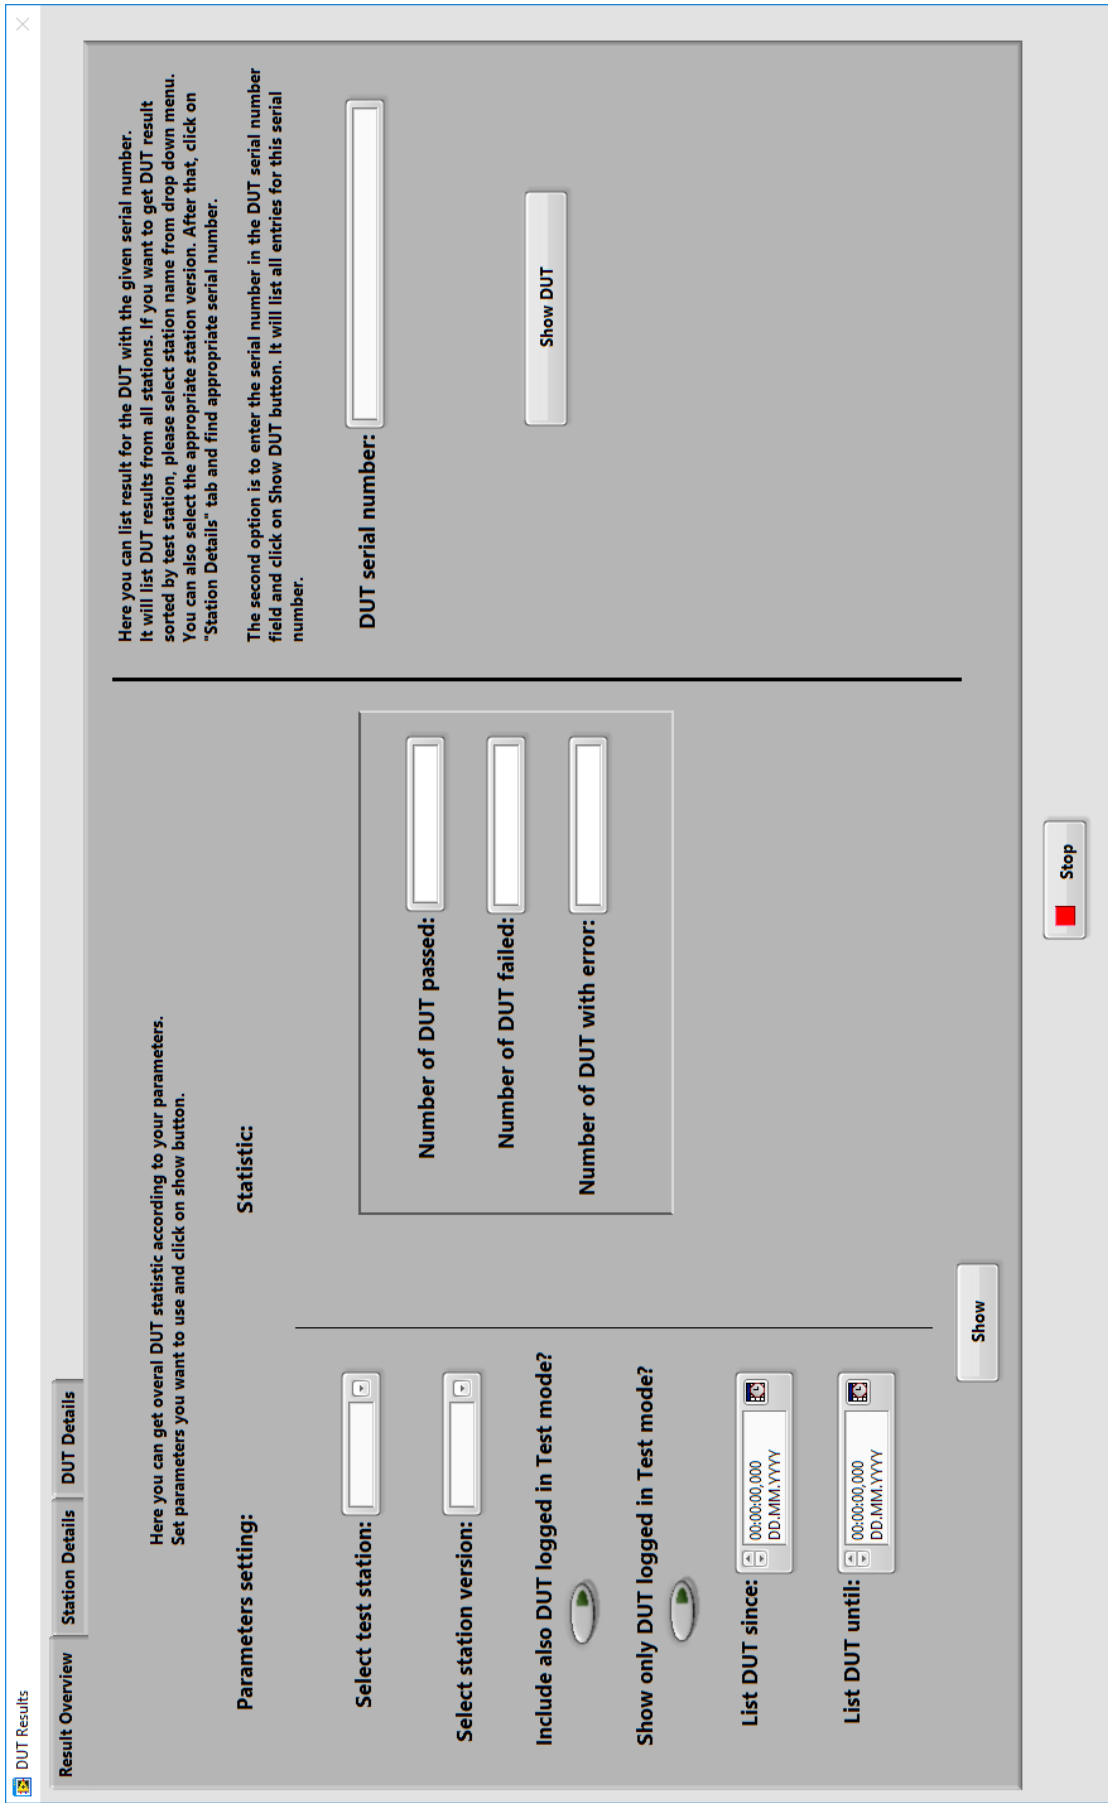 DUT Results
Result Overview
Station Details
DUT Details
Here you can get overal DUT statistic according to your parameters.
Set parameters you want to use and click on show button.
Parameters setting:
Statistic:
Select test station:
Select station version:
Include also DUT logged in Test mode?
Show only DUT logged in Test mode?
List DUT since:
00:00:00,000
DD.MM.YYYY
List DUT until:
00:00:00,000
DD.MM.YYYY
Number of DUT passed:
Number of DUT failed:
Number of DUT with error:
Show
Here you can list result for the DUT with the given serial number.
It will list DUT results from all stations. If you want to get DUT result
sorted by test station, please select station name from drop down menu.
You can also select the appropriate station version. After that, click on
"Station Details" tab and find appropriate serial number.
The second option is to enter the serial number in the DUT serial number
field and click on Show DUT button. It will list all entries for this serial
number.
DUT serial number:
Show DUT
Stop